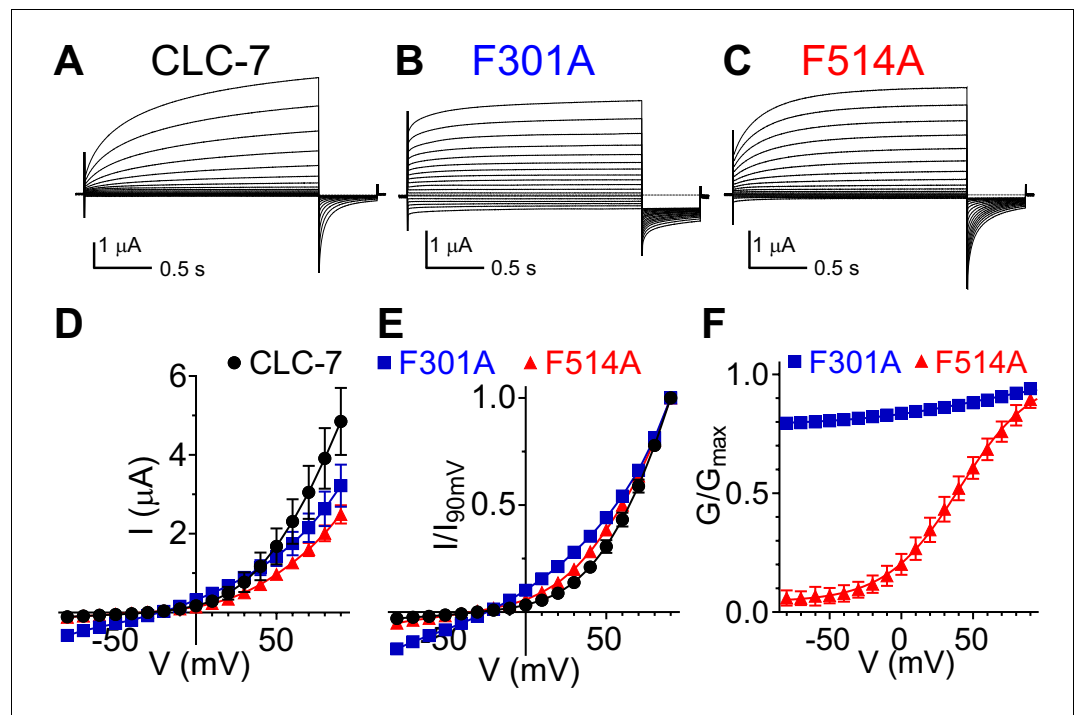 A CLC-7
B F301A
C F514A
1 μA
0.5 s
1 μA
0.5 s
1 μA
0.5 s
D
CLC-7
6
4
2
I (μA)
-50
50
V (mV)
E
F301A
F514A
1.0
0.5
I/I90mV
-50
50
V (mV)
F
F301A
F514A
1.0
0.5
0.0
G/Gmax
-50
0
50
V (mV)